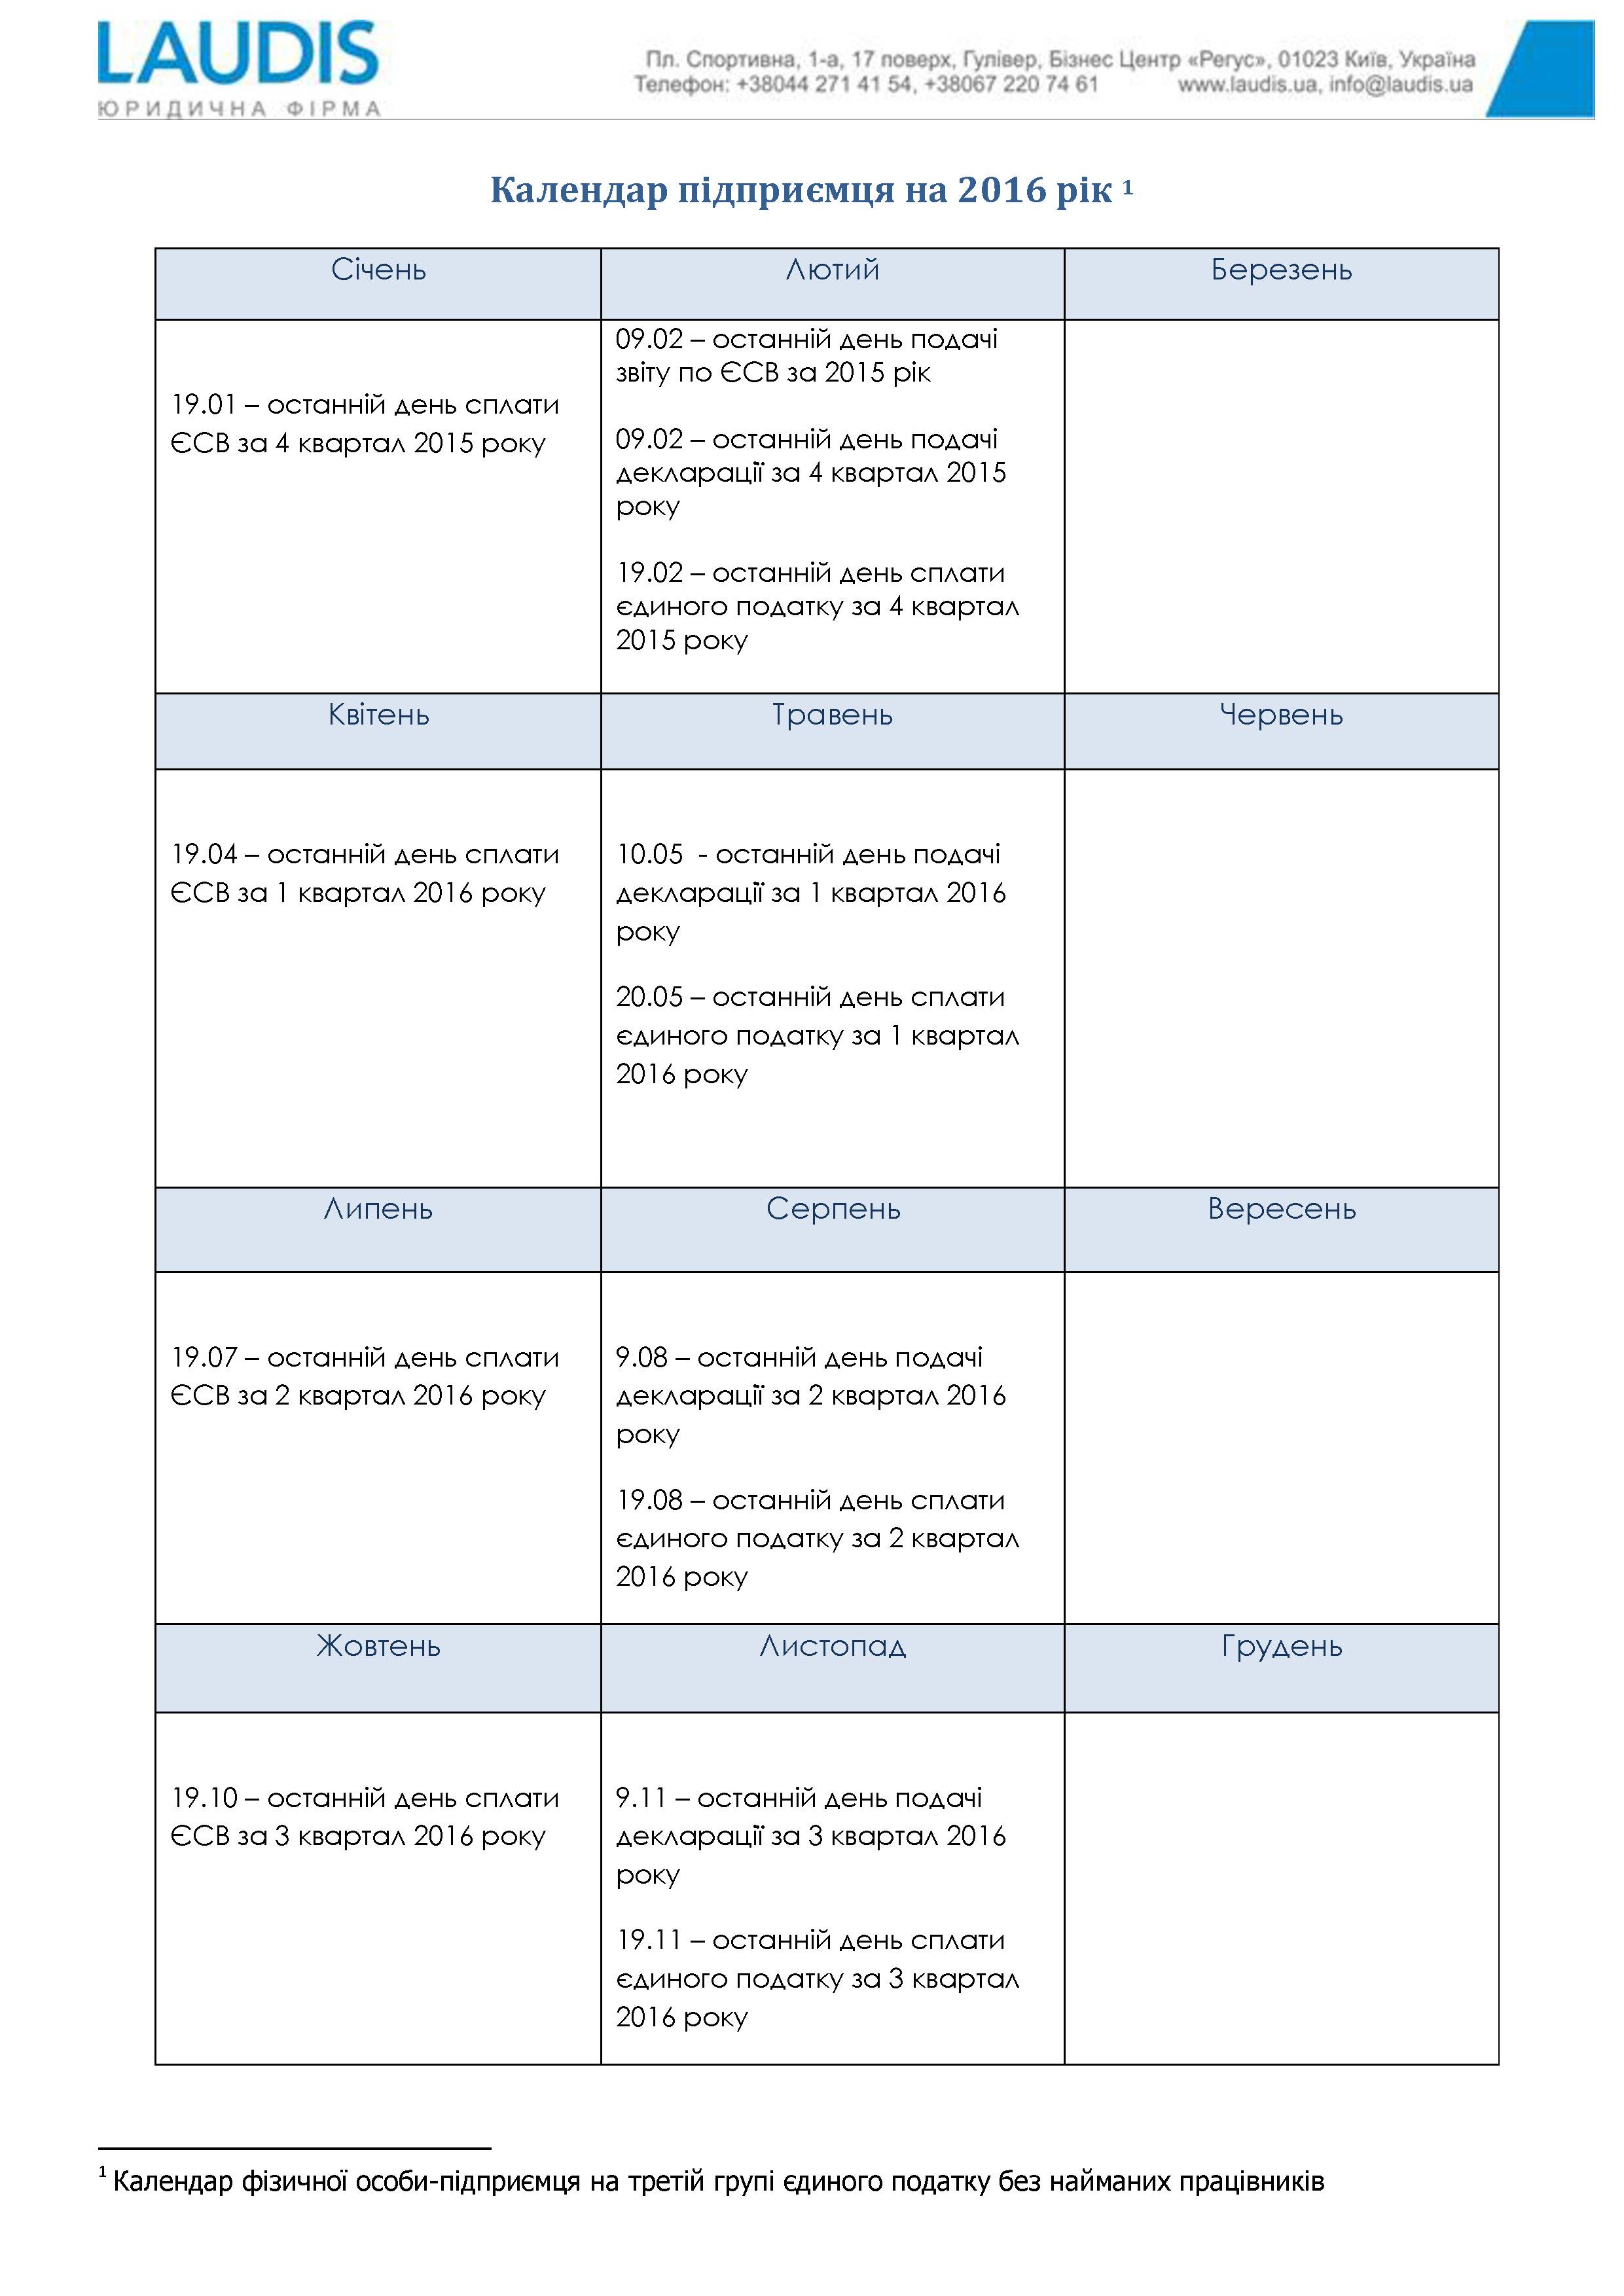 LAUDIS
ЮРИДИЧНА ФІРМА
Пл. Спортивна, 1-а, 17 поверх, Гулівер, Бізнес Центр «Регус», 01023 Київ, Україна
Телефон: +38044 271 41 54, +38067 220 74 61 www.laudis.ua, info@laudis.ua
Календар підприємця на 2016 рік 1
Січень
Лютий
Березень
19.01 – останній день сплати
ЄСВ за 4 квартал 2015 року
09.02 – останній день подачі
звіту по ЄСВ за 2015 рік
09.02 – останній день подачі
декларації за 4 квартал 2015
року
19.02 – останній день сплати
єдиного податку за 4 квартал
2015 року
Квітень
Травень
Червень
19.04 – останній день сплати
ЄСВ за 1 квартал 2016 року
10.05 - останній день подачі
декларації за 1 квартал 2016
року
20.05 – останній день сплати
єдиного податку за 1 квартал
2016 року
Липень
Серпень
Вересень
19.07 – останній день сплати
ЄСВ за 2 квартал 2016 року
9.08 – останній день подачі
декларації за 2 квартал 2016
року
19.08 – останній день сплати
єдиного податку за 2 квартал
2016 року
Жовтень
Листопад
Грудень
19.10 – останній день сплати
ЄСВ за 3 квартал 2016 року
9.11 – останній день подачі
декларації за 3 квартал 2016
року
19.11 – останній день сплати
єдиного податку за 3 квартал
2016 року
1 Календар фізичної особи-підприємця на третій групі єдиного податку без найманих працівників